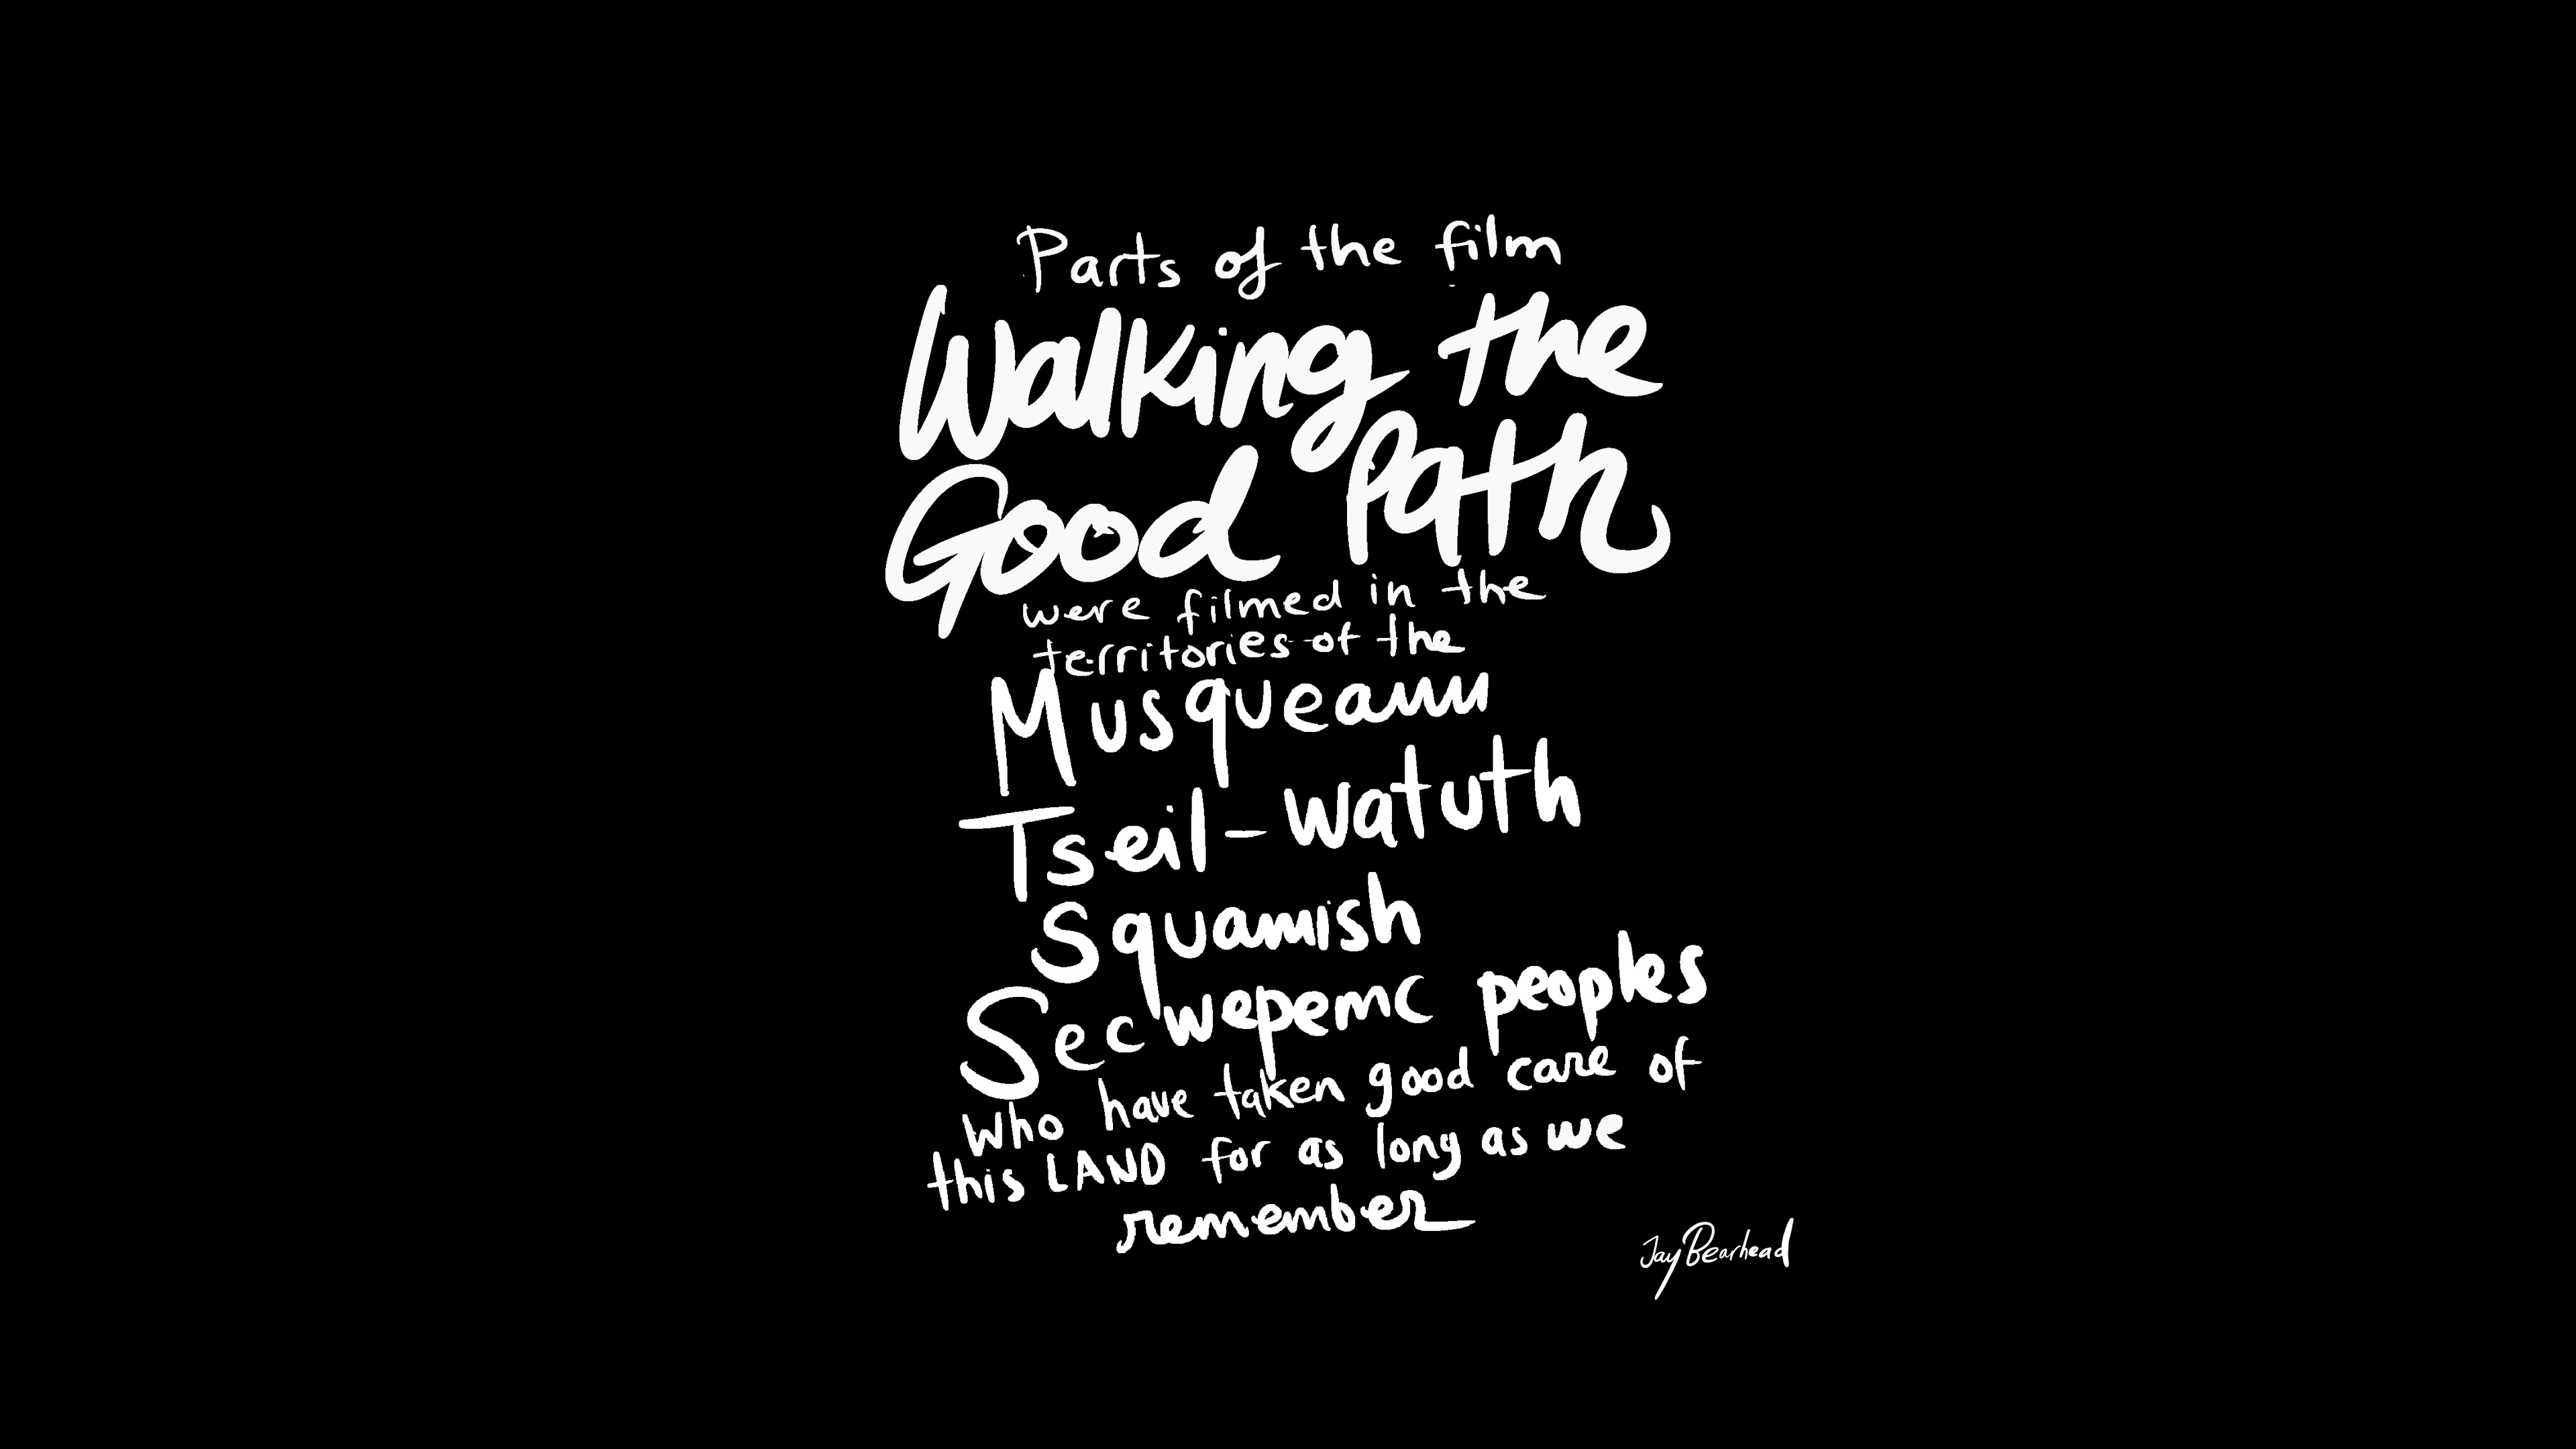 Parts of the film
Walking the
Good Path
were filmed in the
territories of the
Musqueam
Tseil-watuth
Squamish
Secwepemc peoples
who have taken good care of
this LAND for as long as we
remember
Jay Bearhead